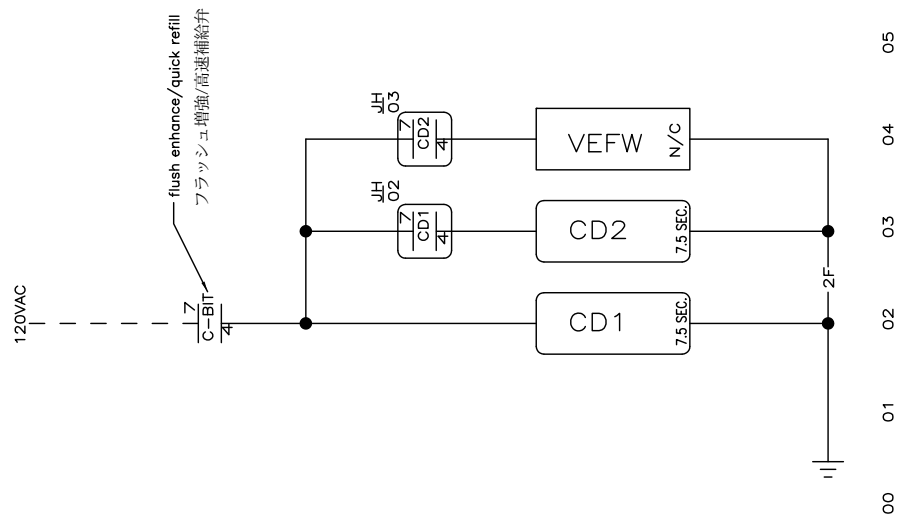 120VAC
flush enhance/quick refill
フラッシュ増強/高速補給弁
7
C-BIT
4
JH
03
7
CD2
4
VEFW
N/C
JH
02
7
CD1
4
CD2
7.5 SEC.
CD1
7.5 SEC.
2F
05
04
03
02
01
00